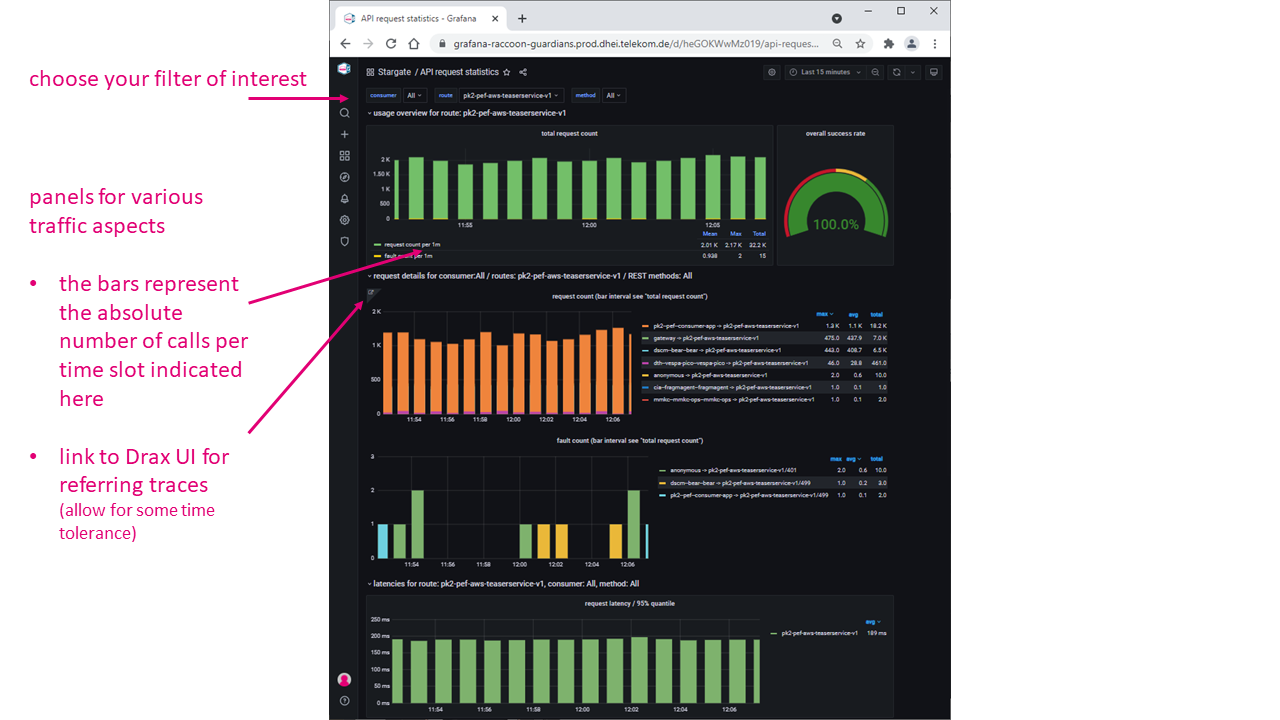 API request statistics - Grafana
grafana-raccoon-guardians.prod.dhei.telekom.de/d/heGOKWwMz019/api-reques...
choose your filter of interest
panels for various
traffic aspects
• the bars represent
the absolute
number of calls per
time slot indicated
here
• link to Drax UI for
referring traces
(allow for some time
tolerance)
Stargate / API request statistics
Last 15 minutes
consumer All route pk2-pef-aws-teaserservice-v1 method All
usage overview for route: pk2-pef-aws-teaserservice-v1
total request count
2 K
1.50 K
1 K
500
0
11:55 12:00 12:05
Mean Max Total
request count per 1m 2.01 K 2.17 K 32.2 K
fault count per 1m 0.938 2 15
overall success rate
100.0%
request details for consumer:All / routes: pk2-pef-aws-teaserservice-v1 / REST methods: All
request count (bar interval see "total request count")
2 K
1 K
500
0
11:54 11:56 11:58 12:00 12:02 12:04 12:06
max avg total
pk2-pef-consumer-app -> pk2-pef-aws-teaserservice-v1 1.3 K 1.1 K 18.2 K
gateway -> pk2-pef-aws-teaserservice-v1 475.0 437.9 7.0 K
dscm-bear-bear -> pk2-pef-aws-teaserservice-v1 443.0 408.7 6.5 K
dth-vespa-pico-vespa-pico -> pk2-pef-aws-teaserservice-v1 46.0 28.8 461.0
anonymous -> pk2-pef-aws-teaserservice-v1 2.0 0.6 10.0
cia-fragmagent-fragmagent -> pk2-pef-aws-teaserservice-v1 1.0 0.1 1.0
mmkc-mmkc-ops-mmkc-ops -> pk2-pef-aws-teaserservice-v1 1.0 0.1 2.0
fault count (bar interval see "total request count")
3
2
1
0
11:54 11:56 11:58 12:00 12:02 12:04 12:06
max avg total
anonymous -> pk2-pef-aws-teaserservice-v1/401 2.0 0.6 10.0
dscm-bear-bear -> pk2-pef-aws-teaserservice-v1/499 1.0 0.2 3.0
pk2-pef-consumer-app -> pk2-pef-aws-teaserservice-v1/499 1.0 0.1 2.0
latencies for route: pk2-pef-aws-teaserservice-v1, consumer: All, method: All
request latency / 95% quantile
250 ms
200 ms
150 ms
100 ms
50 ms
0 ms
11:54 11:56 11:58 12:00 12:02 12:04 12:06
avg
pk2-pef-aws-teaserservice-v1 189 ms